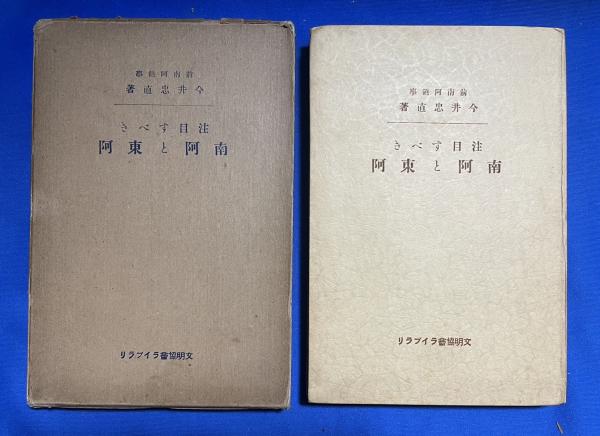 前南阿領事
今井忠直著
注目すべき
南阿と東阿
文明協會ライブラリ
前南阿領事
今井忠直著
注目すべき
南阿と東阿
文明協會ライブラリ